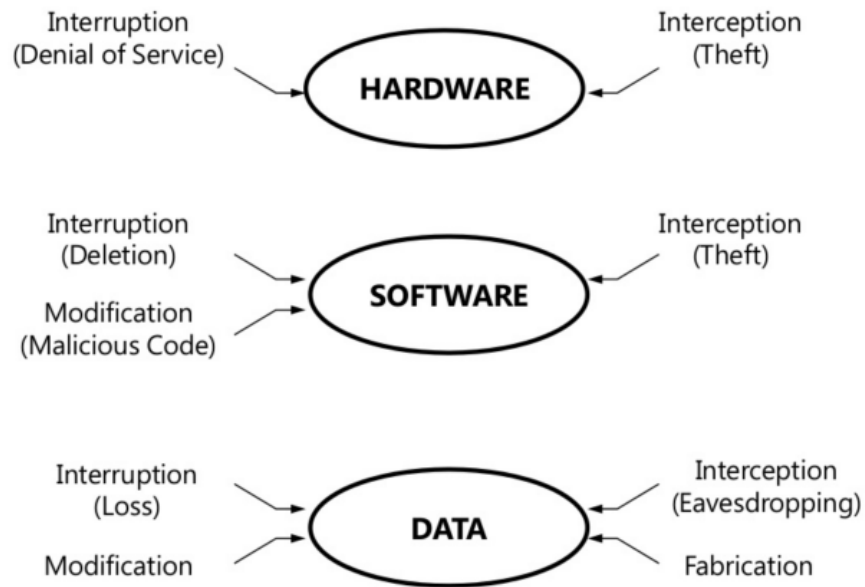 Interruption
(Denial of Service)
HARDWARE
Interception
(Theft)
Interruption
(Deletion)
Modification
(Malicious Code)
SOFTWARE
Interception
(Theft)
Interruption
(Loss)
Modification
DATA
Interception
(Eavesdropping)
Fabrication